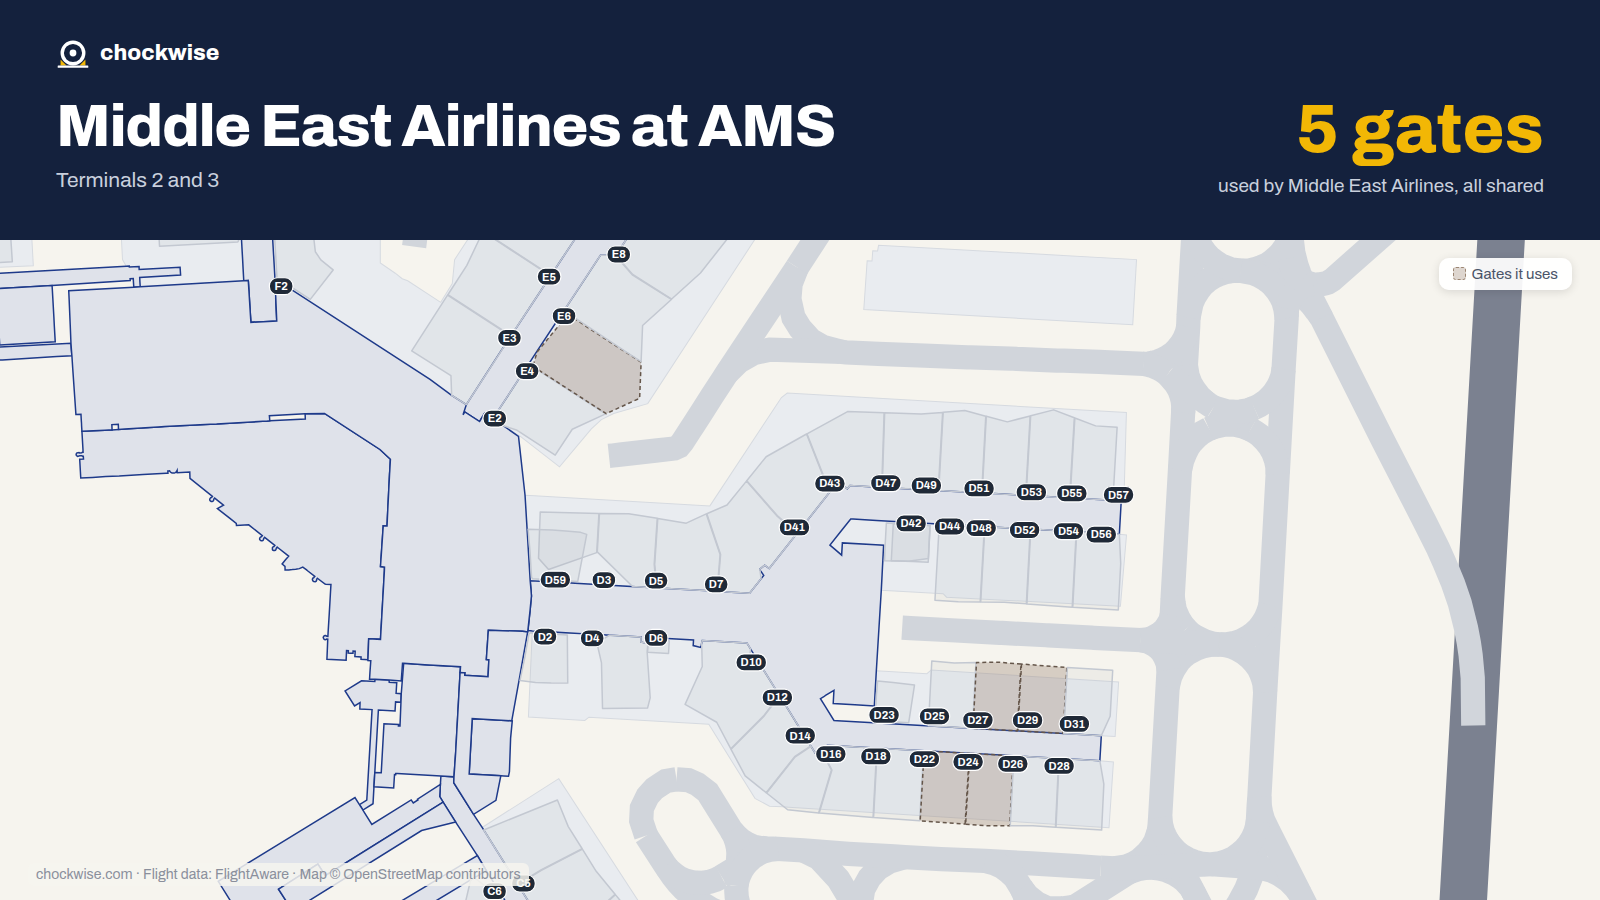 chockwise
Middle East Airlines at AMS
Terminals 2 and 3
5 gates
used by Middle East Airlines, all shared
Gates it uses
E8
E5
F2
E6
E3
E4
E2
D43
D47
D49
D51
D53
D55
D57
D41
D42
D44
D48
D52
D54
D56
D59
D3
D5
D7
D2
D4
D6
D10
D12
D14
D23
D25
D27
D29
D31
D16
D18
D22
D24
D26
D28
chockwise.com · Flight data: FlightAware · Map © OpenStreetMap contributors
C6